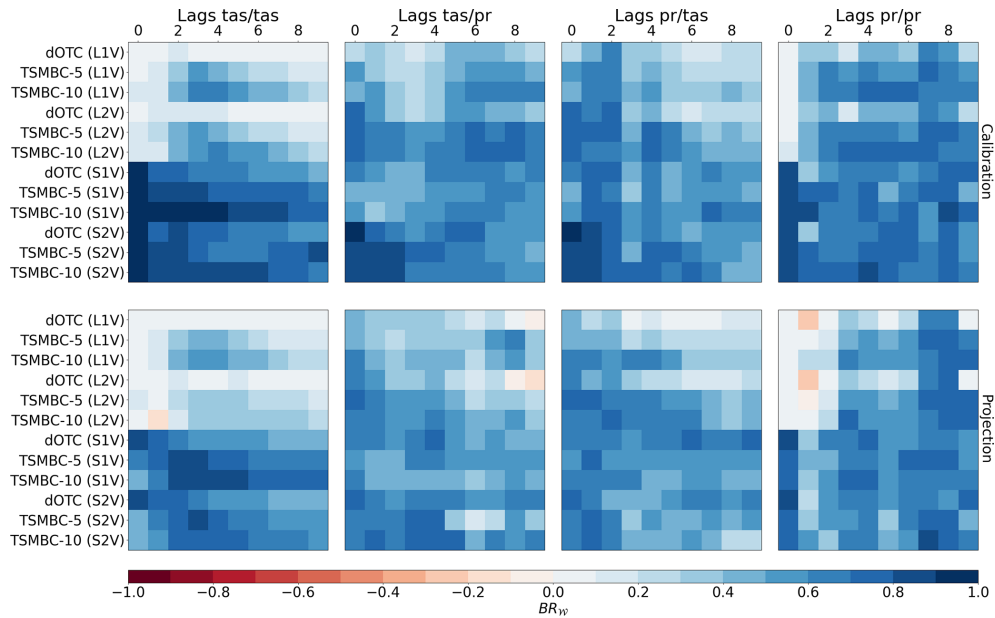 Lags tas/tas
Lags tas/pr
Lags pr/tas
Lags pr/pr
0 2 4 6 8
0 2 4 6 8
0 2 4 6 8
0 2 4 6 8
dOTC (L1V)
TSMBC-5 (L1V)
TSMBC-10 (L1V)
dOTC (L2V)
TSMBC-5 (L2V)
TSMBC-10 (L2V)
dOTC (S1V)
TSMBC-5 (S1V)
TSMBC-10 (S1V)
dOTC (S2V)
TSMBC-5 (S2V)
TSMBC-10 (S2V)
Calibration
dOTC (L1V)
TSMBC-5 (L1V)
TSMBC-10 (L1V)
dOTC (L2V)
TSMBC-5 (L2V)
TSMBC-10 (L2V)
dOTC (S1V)
TSMBC-5 (S1V)
TSMBC-10 (S1V)
dOTC (S2V)
TSMBC-5 (S2V)
TSMBC-10 (S2V)
Projection
−1.0 −0.8 −0.6 −0.4 −0.2 0.0 0.2 0.4 0.6 0.8 1.0
BR𝒲